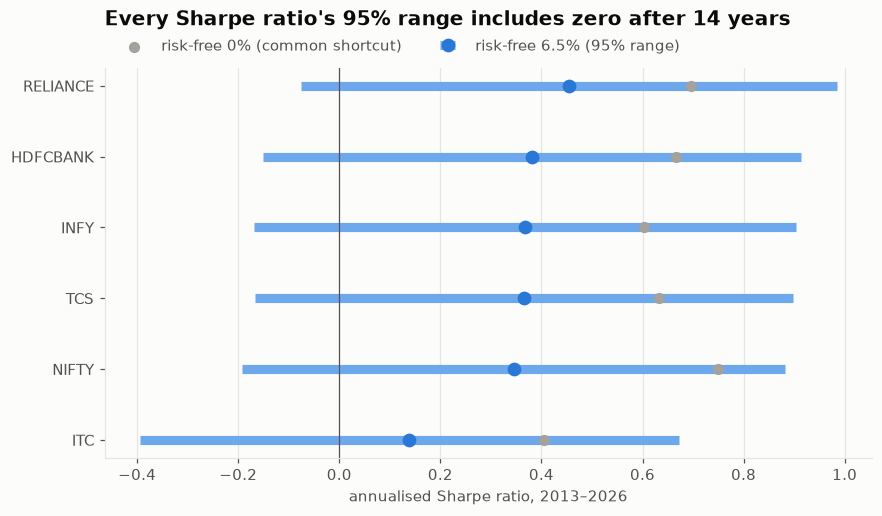 Every Sharpe ratio's 95% range includes zero after 14 years
risk-free 0% (common shortcut)
risk-free 6.5% (95% range)
RELIANCE
HDFCBANK
INFY
TCS
NIFTY
ITC
−0.4
−0.2
0.0
0.2
0.4
0.6
0.8
1.0
annualised Sharpe ratio, 2013–2026